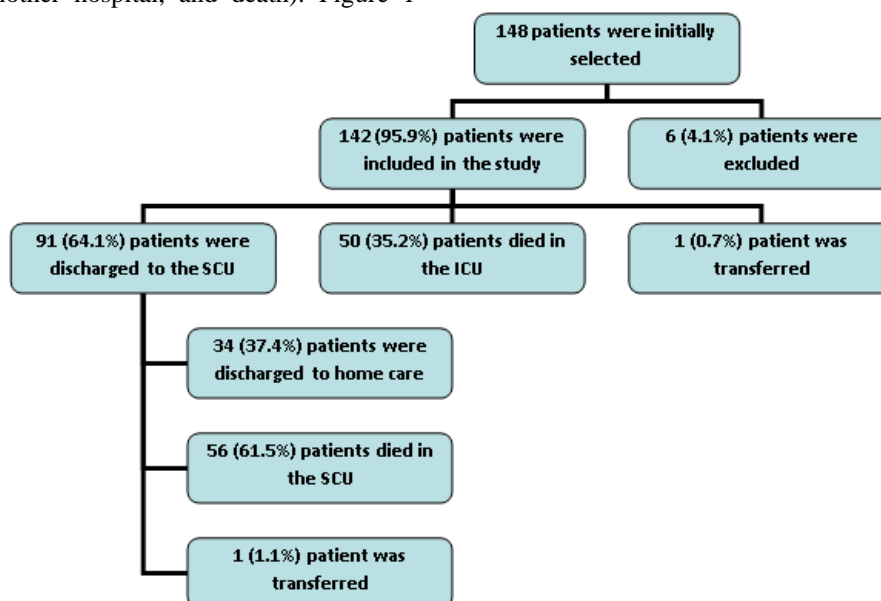 nother hospital, and death). Figure 1
148 patients were initially
selected
142 (95.9%) patients were
included in the study
6 (4.1%) patients were
excluded
91 (64.1%) patients were
discharged to the SCU
50 (35.2%) patients died in
the ICU
1 (0.7%) patient was
transferred
34 (37.4%) patients were
discharged to home care
56 (61.5%) patients died in
the SCU
1 (1.1%) patient was
transferred